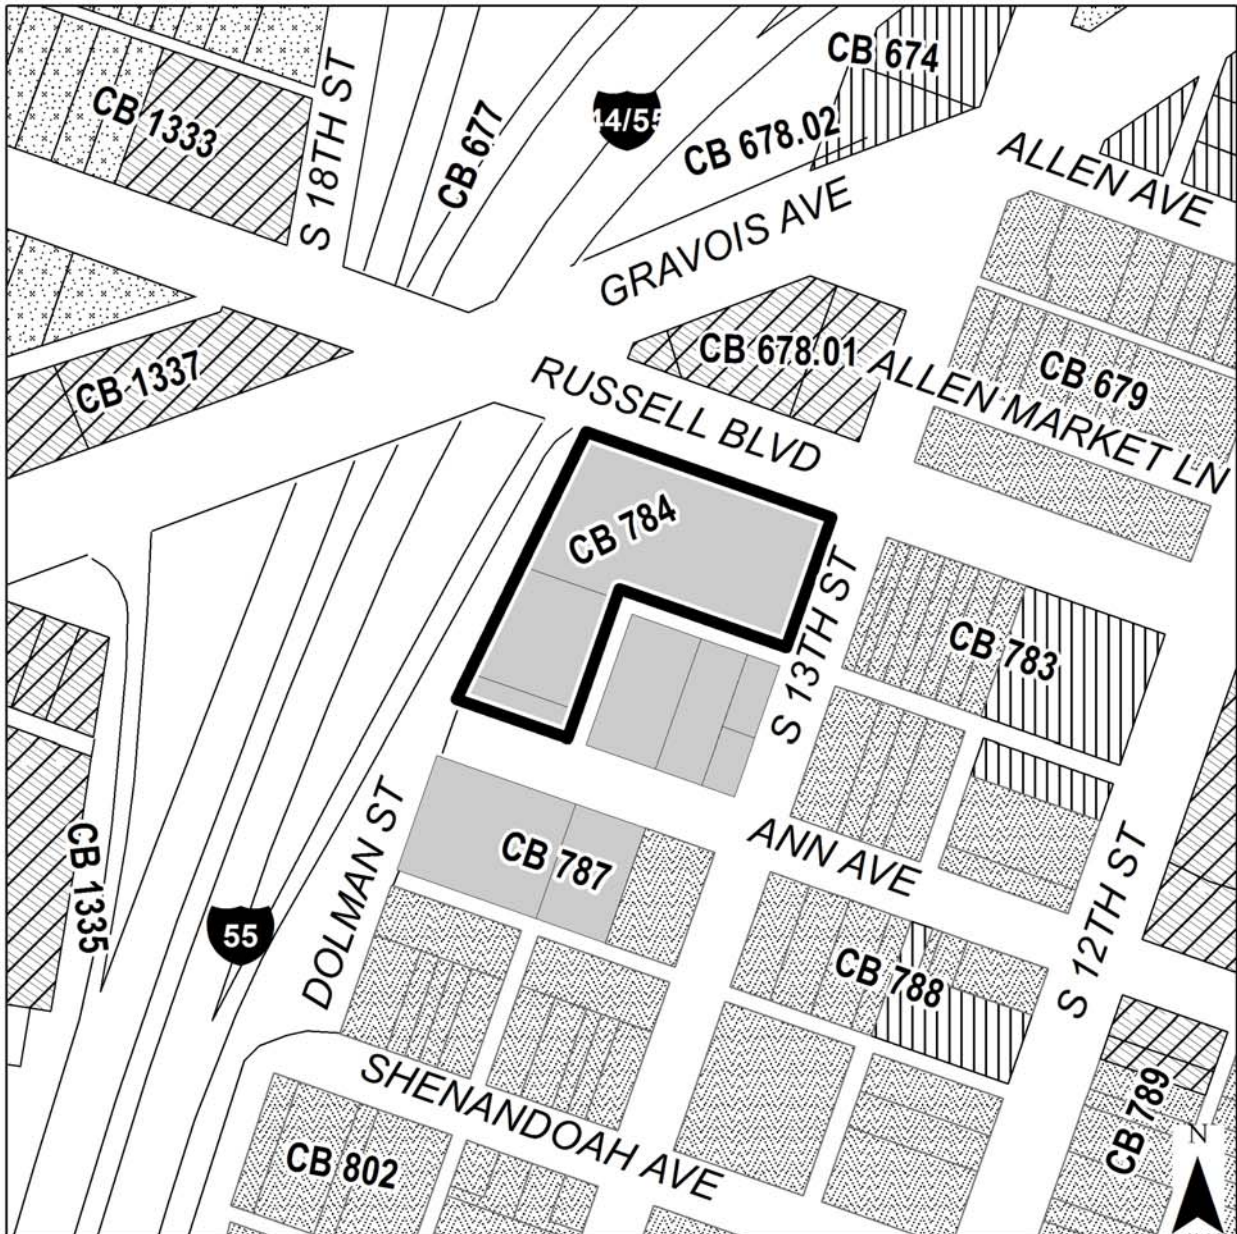 CB 674
44/55
CB 1333
S 18TH ST
CB 677
CB 678.02
ALLEN AVE
GRAVOIS AVE
CB 678.01
CB 1337
CB 679
ALLEN MARKET LN
RUSSELL BLVD
CB 784
S 13TH ST
CB 783
ANN AVE
CB 787
DOLMAN ST
CB 1335
55
S 12TH ST
CB 788
SHENANDOAH AVE
CB 789
CB 802
N